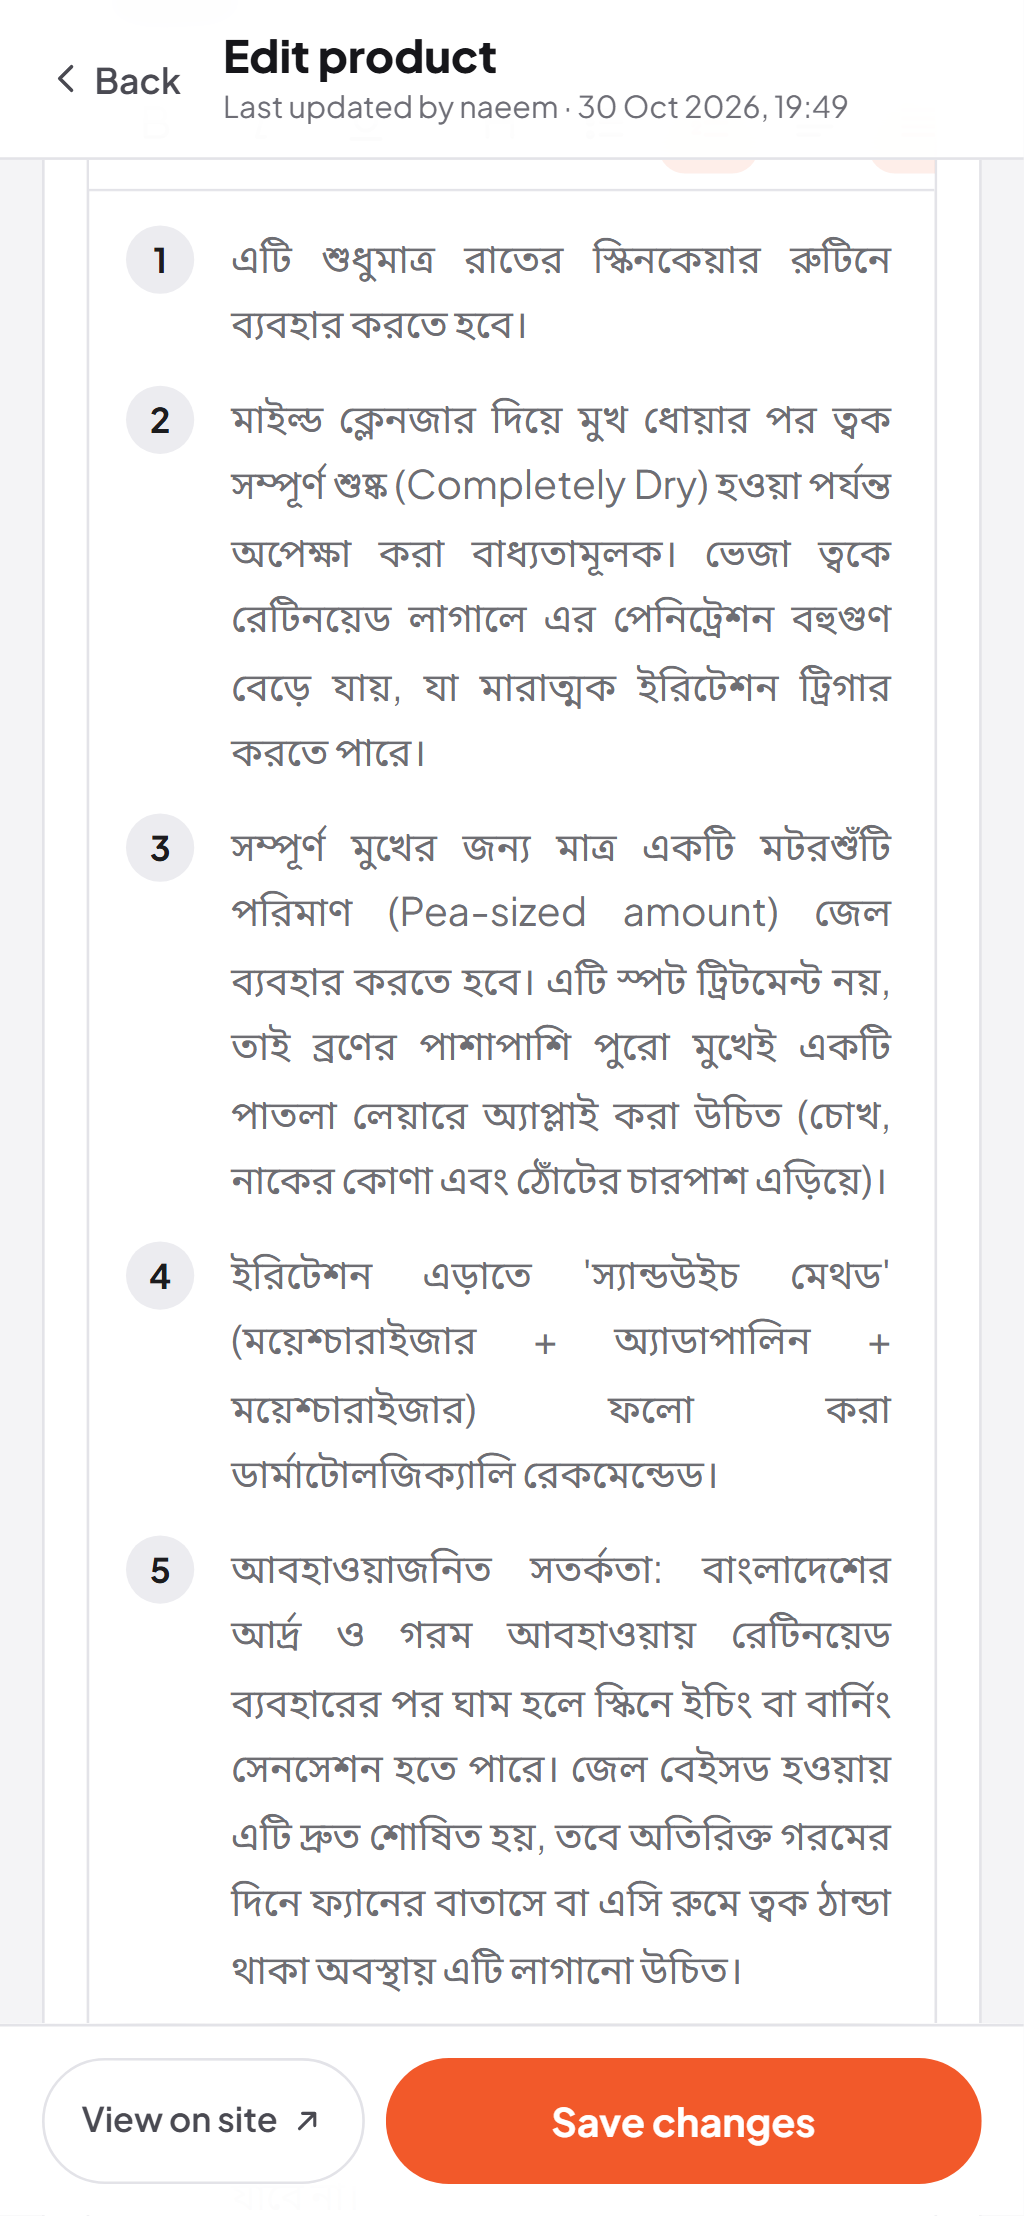 Back
Edit product
Last updated by naeem · 30 Oct 2026, 19:49
1 এটি শুধুমাত্র রাতের স্কিনকেয়ার রুটিনে
ব্যবহার করতে হবে।
2 মাইল্ড ক্লেনজার দিয়ে মুখ ধোয়ার পর ত্বক
সম্পূর্ণ শুষ্ক (Completely Dry) হওয়া পর্যন্ত
অপেক্ষা করা বাধ্যতামূলক। ভেজা ত্বকে
রেটিনয়েড লাগালে এর পেনিট্রেশন বহুগুণ
বেড়ে যায়, যা মারাত্মক ইরিটেশন ট্রিগার
করতে পারে।
3 সম্পূর্ণ মুখের জন্য মাত্র একটি মটরশুঁটি
পরিমাণ (Pea-sized amount) জেল
ব্যবহার করতে হবে। এটি স্পট ট্রিটমেন্ট নয়,
তাই ব্রণের পাশাপাশি পুরো মুখেই একটি
পাতলা লেয়ারে অ্যাপ্লাই করা উচিত (চোখ,
নাকের কোণা এবং ঠোঁটের চারপাশ এড়িয়ে)।
4 ইরিটেশন এড়াতে 'স্যান্ডউইচ মেথড'
(ময়েশ্চারাইজার + অ্যাডাপালিন +
ময়েশ্চারাইজার) ফলো করা
ডার্মাটোলজিক্যালি রেকমেন্ডেড।
5 আবহাওয়াজনিত সতর্কতা: বাংলাদেশের
আর্দ্র ও গরম আবহাওয়ায় রেটিনয়েড
ব্যবহারের পর ঘাম হলে স্কিনে ইচিং বা বার্নিং
সেনসেশন হতে পারে। জেল বেইসড হওয়ায়
এটি দ্রুত শোষিত হয়, তবে অতিরিক্ত গরমের
দিনে ফ্যানের বাতাসে বা এসি রুমে ত্বক ঠান্ডা
থাকা অবস্থায় এটি লাগানো উচিত।
View on site ↗
Save changes